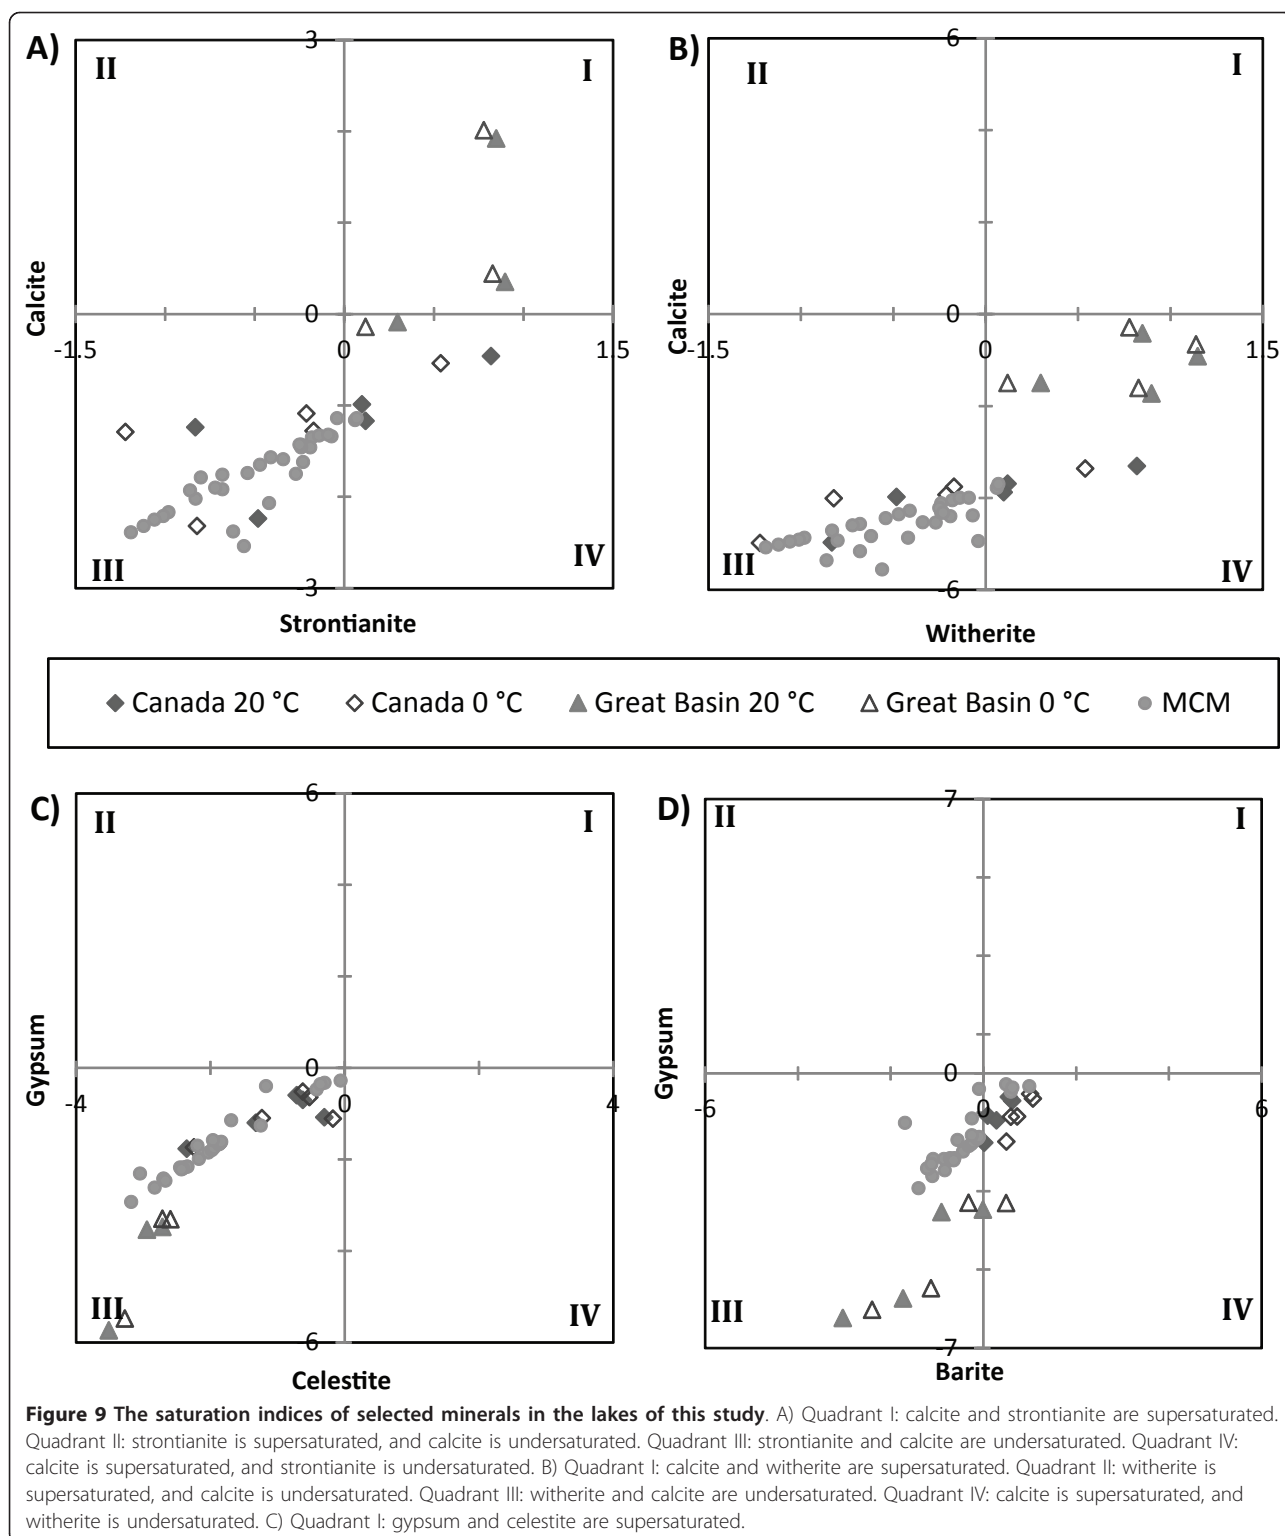 A)
3
II
I
Calcite
-1.5
0
0
1.5
III
IV
-3
Strontianite
B)
6
II
I
Calcite
-1.5
0
0
1.5
III
IV
-6
Witherite
Canada 20 °C
Canada 0 °C
Great Basin 20 °C
Great Basin 0 °C
MCM
C)
6
II
I
Gypsum
-4
0
0
4
III
IV
-6
Celestite
D)
7
II
I
Gypsum
-6
0
0
6
III
IV
-7
Barite
Figure 9 The saturation indices of selected minerals in the lakes of this study. A) Quadrant I: calcite and strontianite are supersaturated.
Quadrant II: strontianite is supersaturated, and calcite is undersaturated. Quadrant III: strontianite and calcite are undersaturated. Quadrant IV:
calcite is supersaturated, and strontianite is undersaturated. B) Quadrant I: calcite and witherite are supersaturated. Quadrant II: witherite is
supersaturated, and calcite is undersaturated. Quadrant III: witherite and calcite are undersaturated. Quadrant IV: calcite is supersaturated, and
witherite is undersaturated. C) Quadrant I: gypsum and celestite are supersaturated.